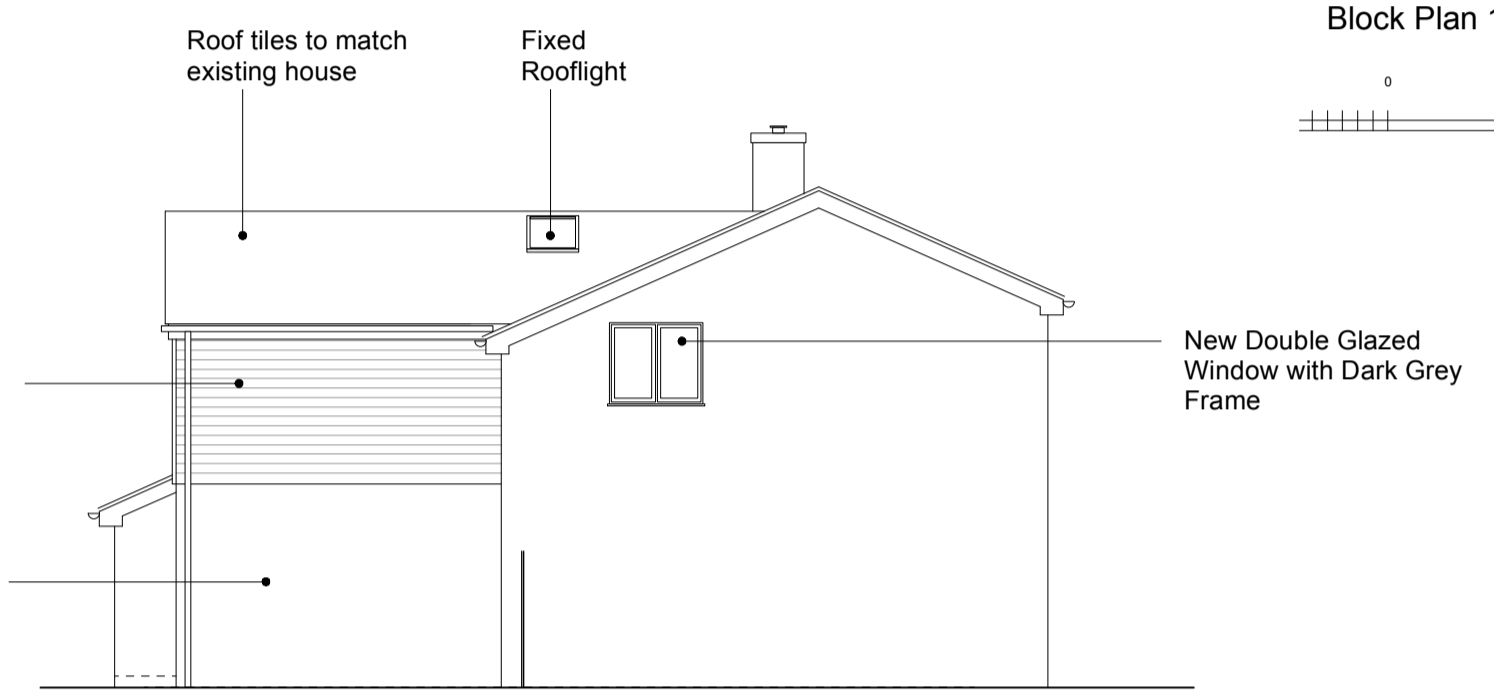 Block Plan
Roof tiles to match
existing house
Fixed
Rooflight
0
New Double Glazed
Window with Dark Grey
Frame